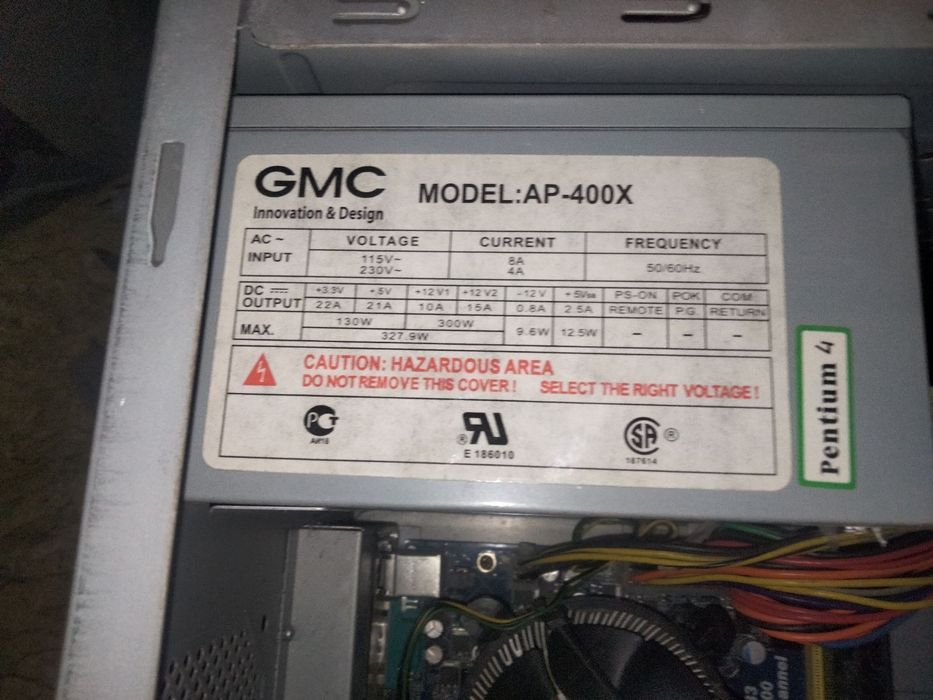 GMC
Innovation & Design
MODEL:AP-400X
AC ~ INPUT VOLTAGE CURRENT FREQUENCY
115V~ 8A 50/60Hz
230V~ 4A
DC OUTPUT +3.3V +5V +12V1 +12V2 -12V +5Vsb PS-ON POK COM
22A 21A 10A 15A 0.8A 2.5A REMOTE P.G. RETURN
MAX. 130W 300W 9.6W 12.5W – – –
327.9W
CAUTION: HAZARDOUS AREA
DO NOT REMOVE THIS COVER! SELECT THE RIGHT VOLTAGE!
АЯ18
®
E 186010
SA ®
187614
Pentium 4